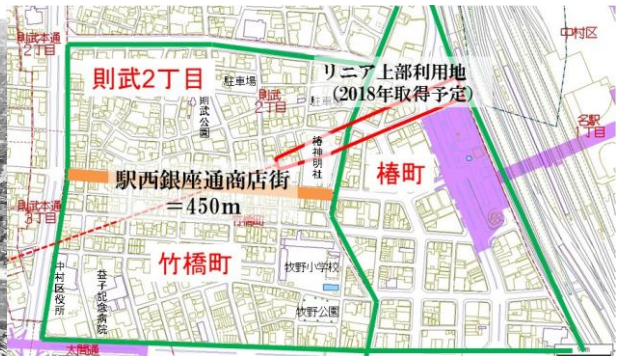 則武本通
2丁目
中村区
則武2丁目
駐車場
リニア上部利用地
（2018年取得予定）
則武
2丁目
駐車
則武公園
椿神明社
名駅
1丁目
椿町
駅西銀座通商店街
＝450m
則武本通
3丁目
竹橋町
竹橋町
牧野小学校
中村区役所
益子記念病院
牧野公園
太閤通